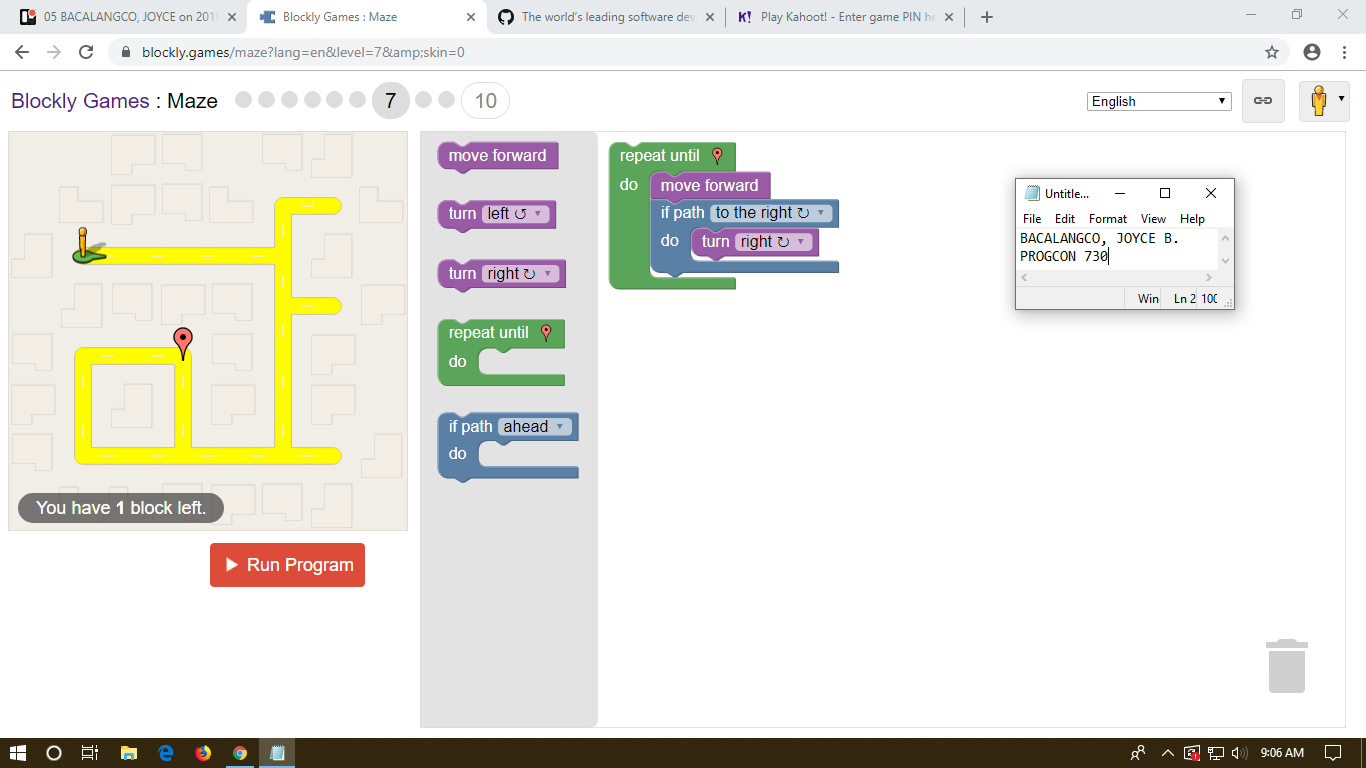 05 BACALANGCO, JOYCE on 2019
Blockly Games : Maze
The world's leading software dev
K! Play Kahoot! - Enter game PIN he
blockly.games/maze?lang=en&level=7&amp;skin=0
Blockly Games : Maze
7
10
English
You have 1 block left.
Run Program
move forward
turn left
turn right
repeat until
do
if path ahead
do
repeat until
do
move forward
if path to the right
do
turn right
Untitle...
File Edit Format View Help
BACALANGCO, JOYCE B.
PROGCON 730
Win Ln 2 100
9:06 AM